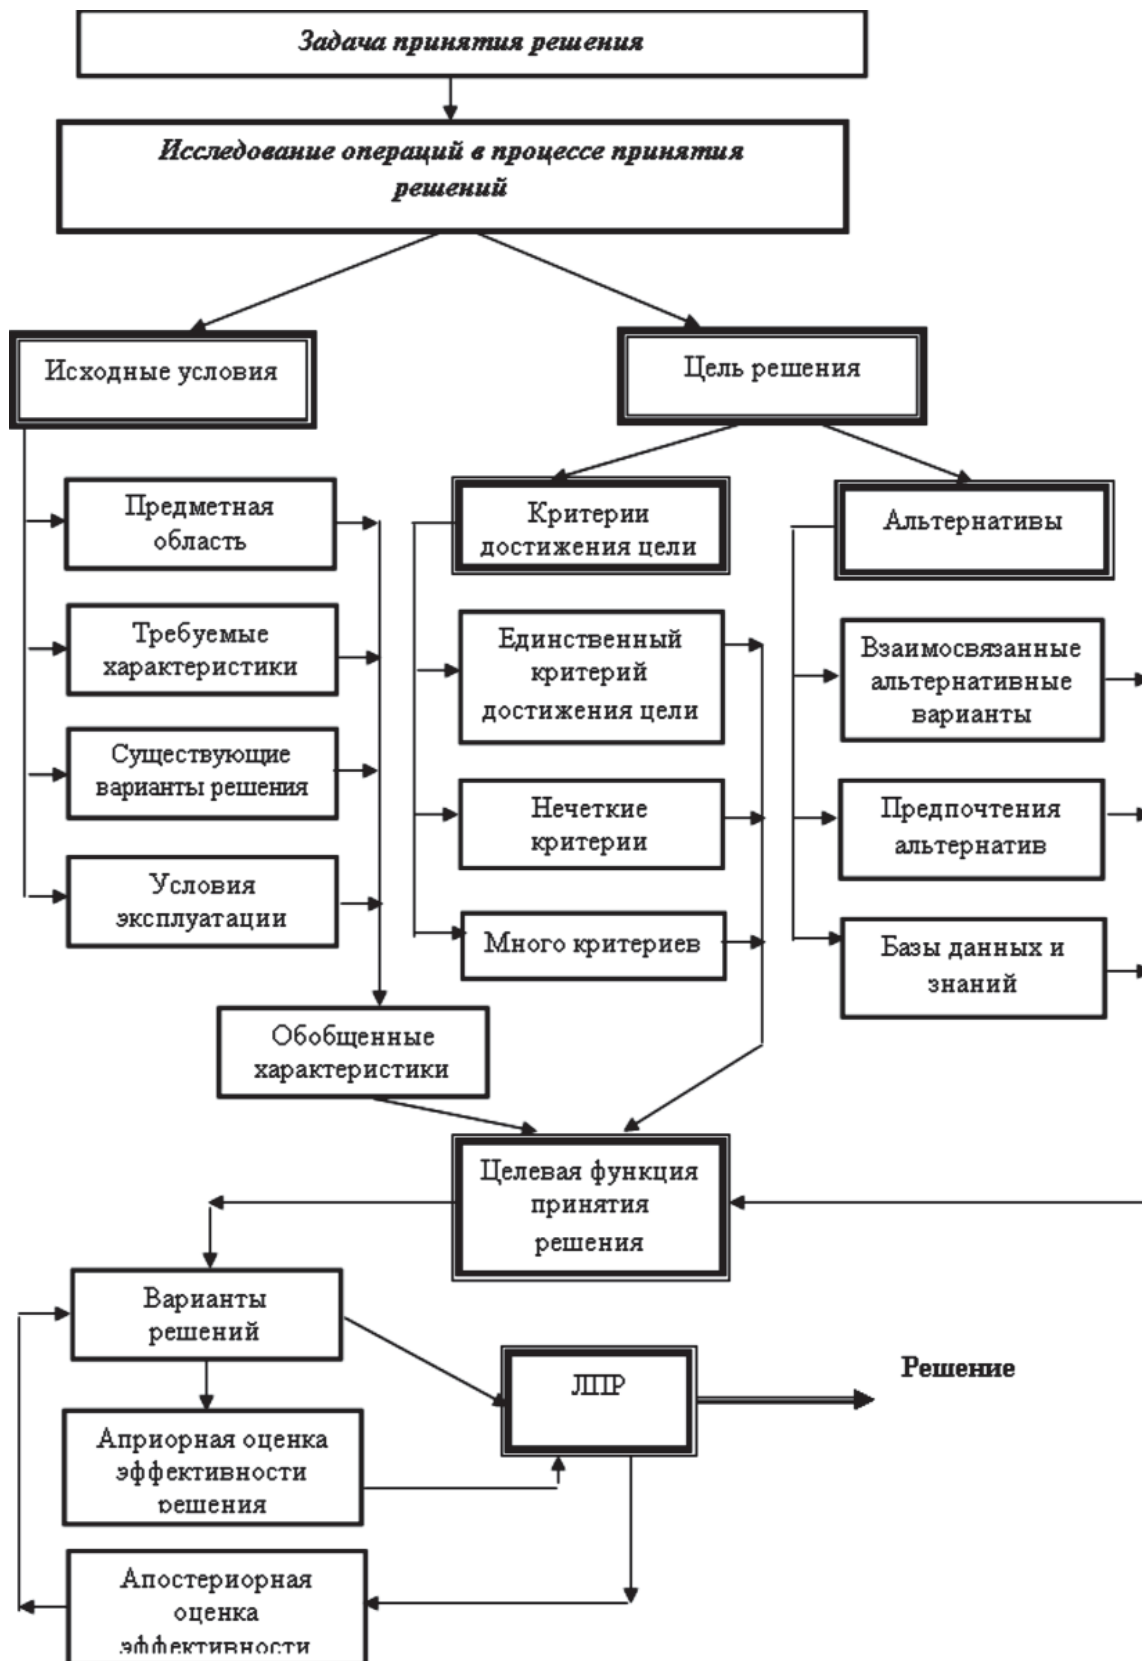 Задача принятия решения
Исследование операций в процессе принятия
решений
Исходные условия
Цель решения
Предметная
область
Критерии
достижения цели
Альтернативы
Требуемые
характеристики
Единственный
критерий
достижения цели
Взаимосвязанные
альтернативные
варианты
Существующие
варианты решения
Нечеткие
критерии
Предпочтения
альтернатив
Условия
эксплуатации
Много критериев
Базы данных и
знаний
Обобщенные
характеристики
Целевая функция
принятия
решения
Варианты
решений
ЛПР
Решение
Априорная оценка
эффективности
решения
Апостериорная
оценка
эффективности